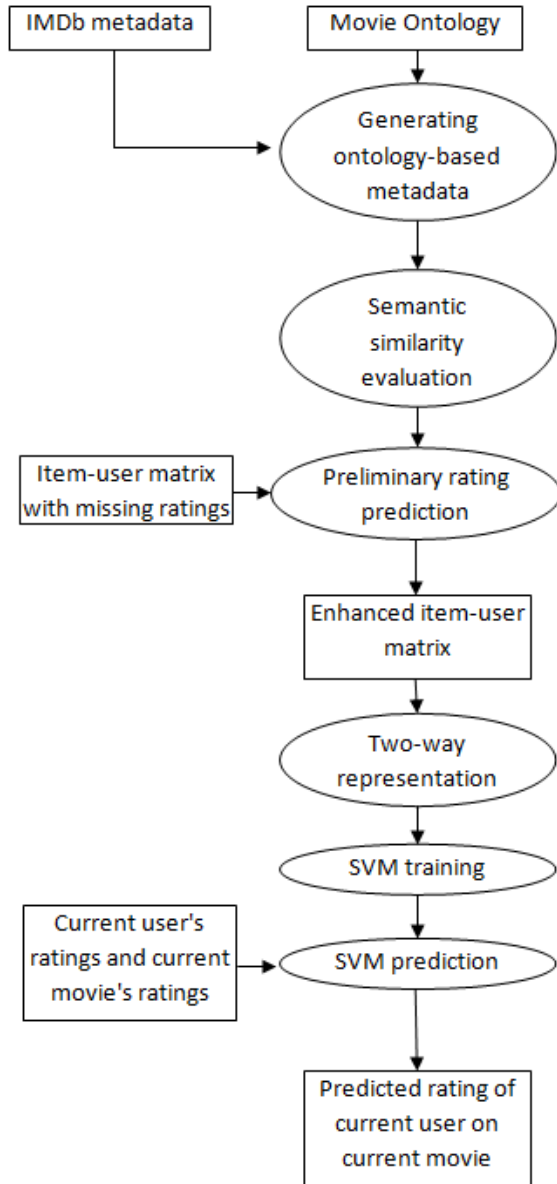 IMDb metadata
Movie Ontology
Generating
ontology-based
metadata
Semantic
similarity
evaluation
Item-user matrix
with missing ratings
Preliminary rating
prediction
Enhanced item-user
matrix
Two-way
representation
SVM training
Current user's
ratings and current
movie's ratings
SVM prediction
Predicted rating of
current user on
current movie